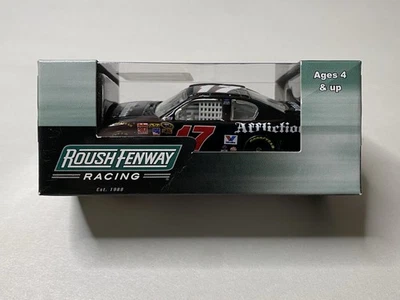 Ages 4
& up
Affliction
17
ROUSH FENWAY
RACING
Est. 1988